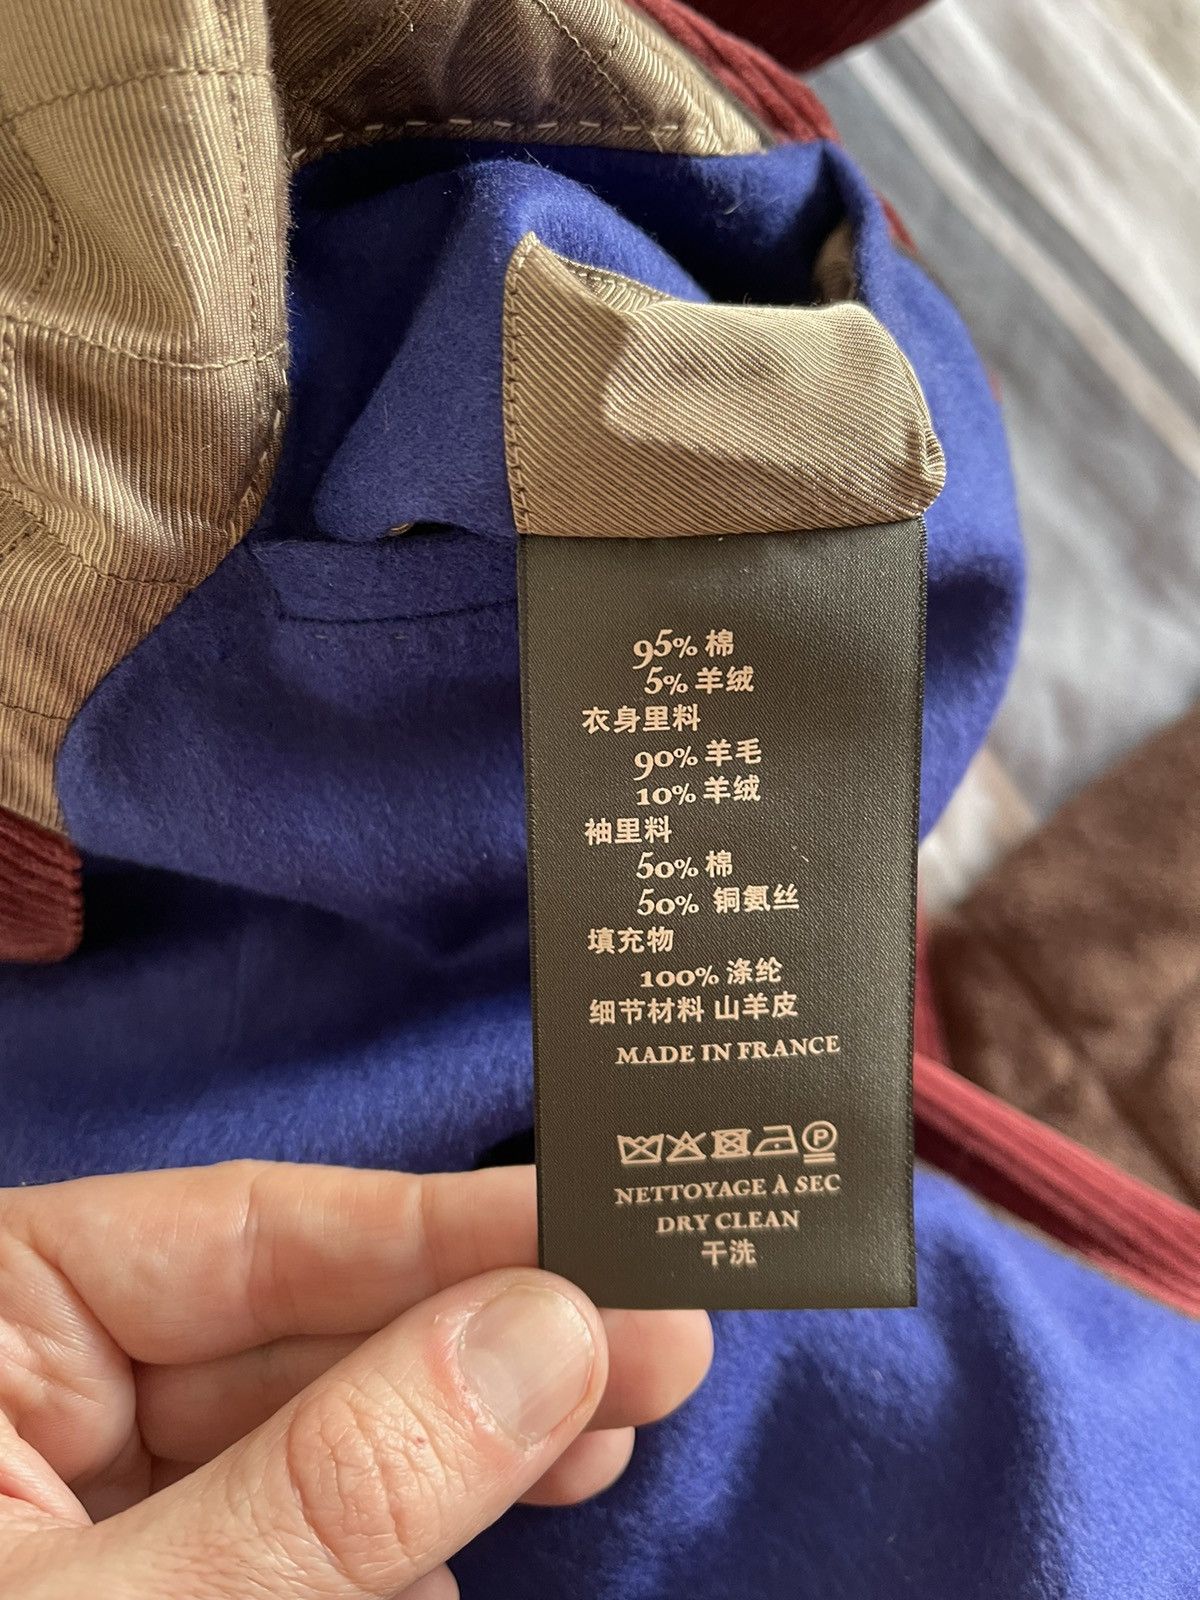 95% 棉
5% 羊绒
衣身里料
90% 羊毛
10% 羊绒
袖里料
50% 棉
50% 铜氨丝
填充物
100% 涤纶
细节材料 山羊皮
MADE IN FRANCE
P
NETTOYAGE À SEC
DRY CLEAN
干洗